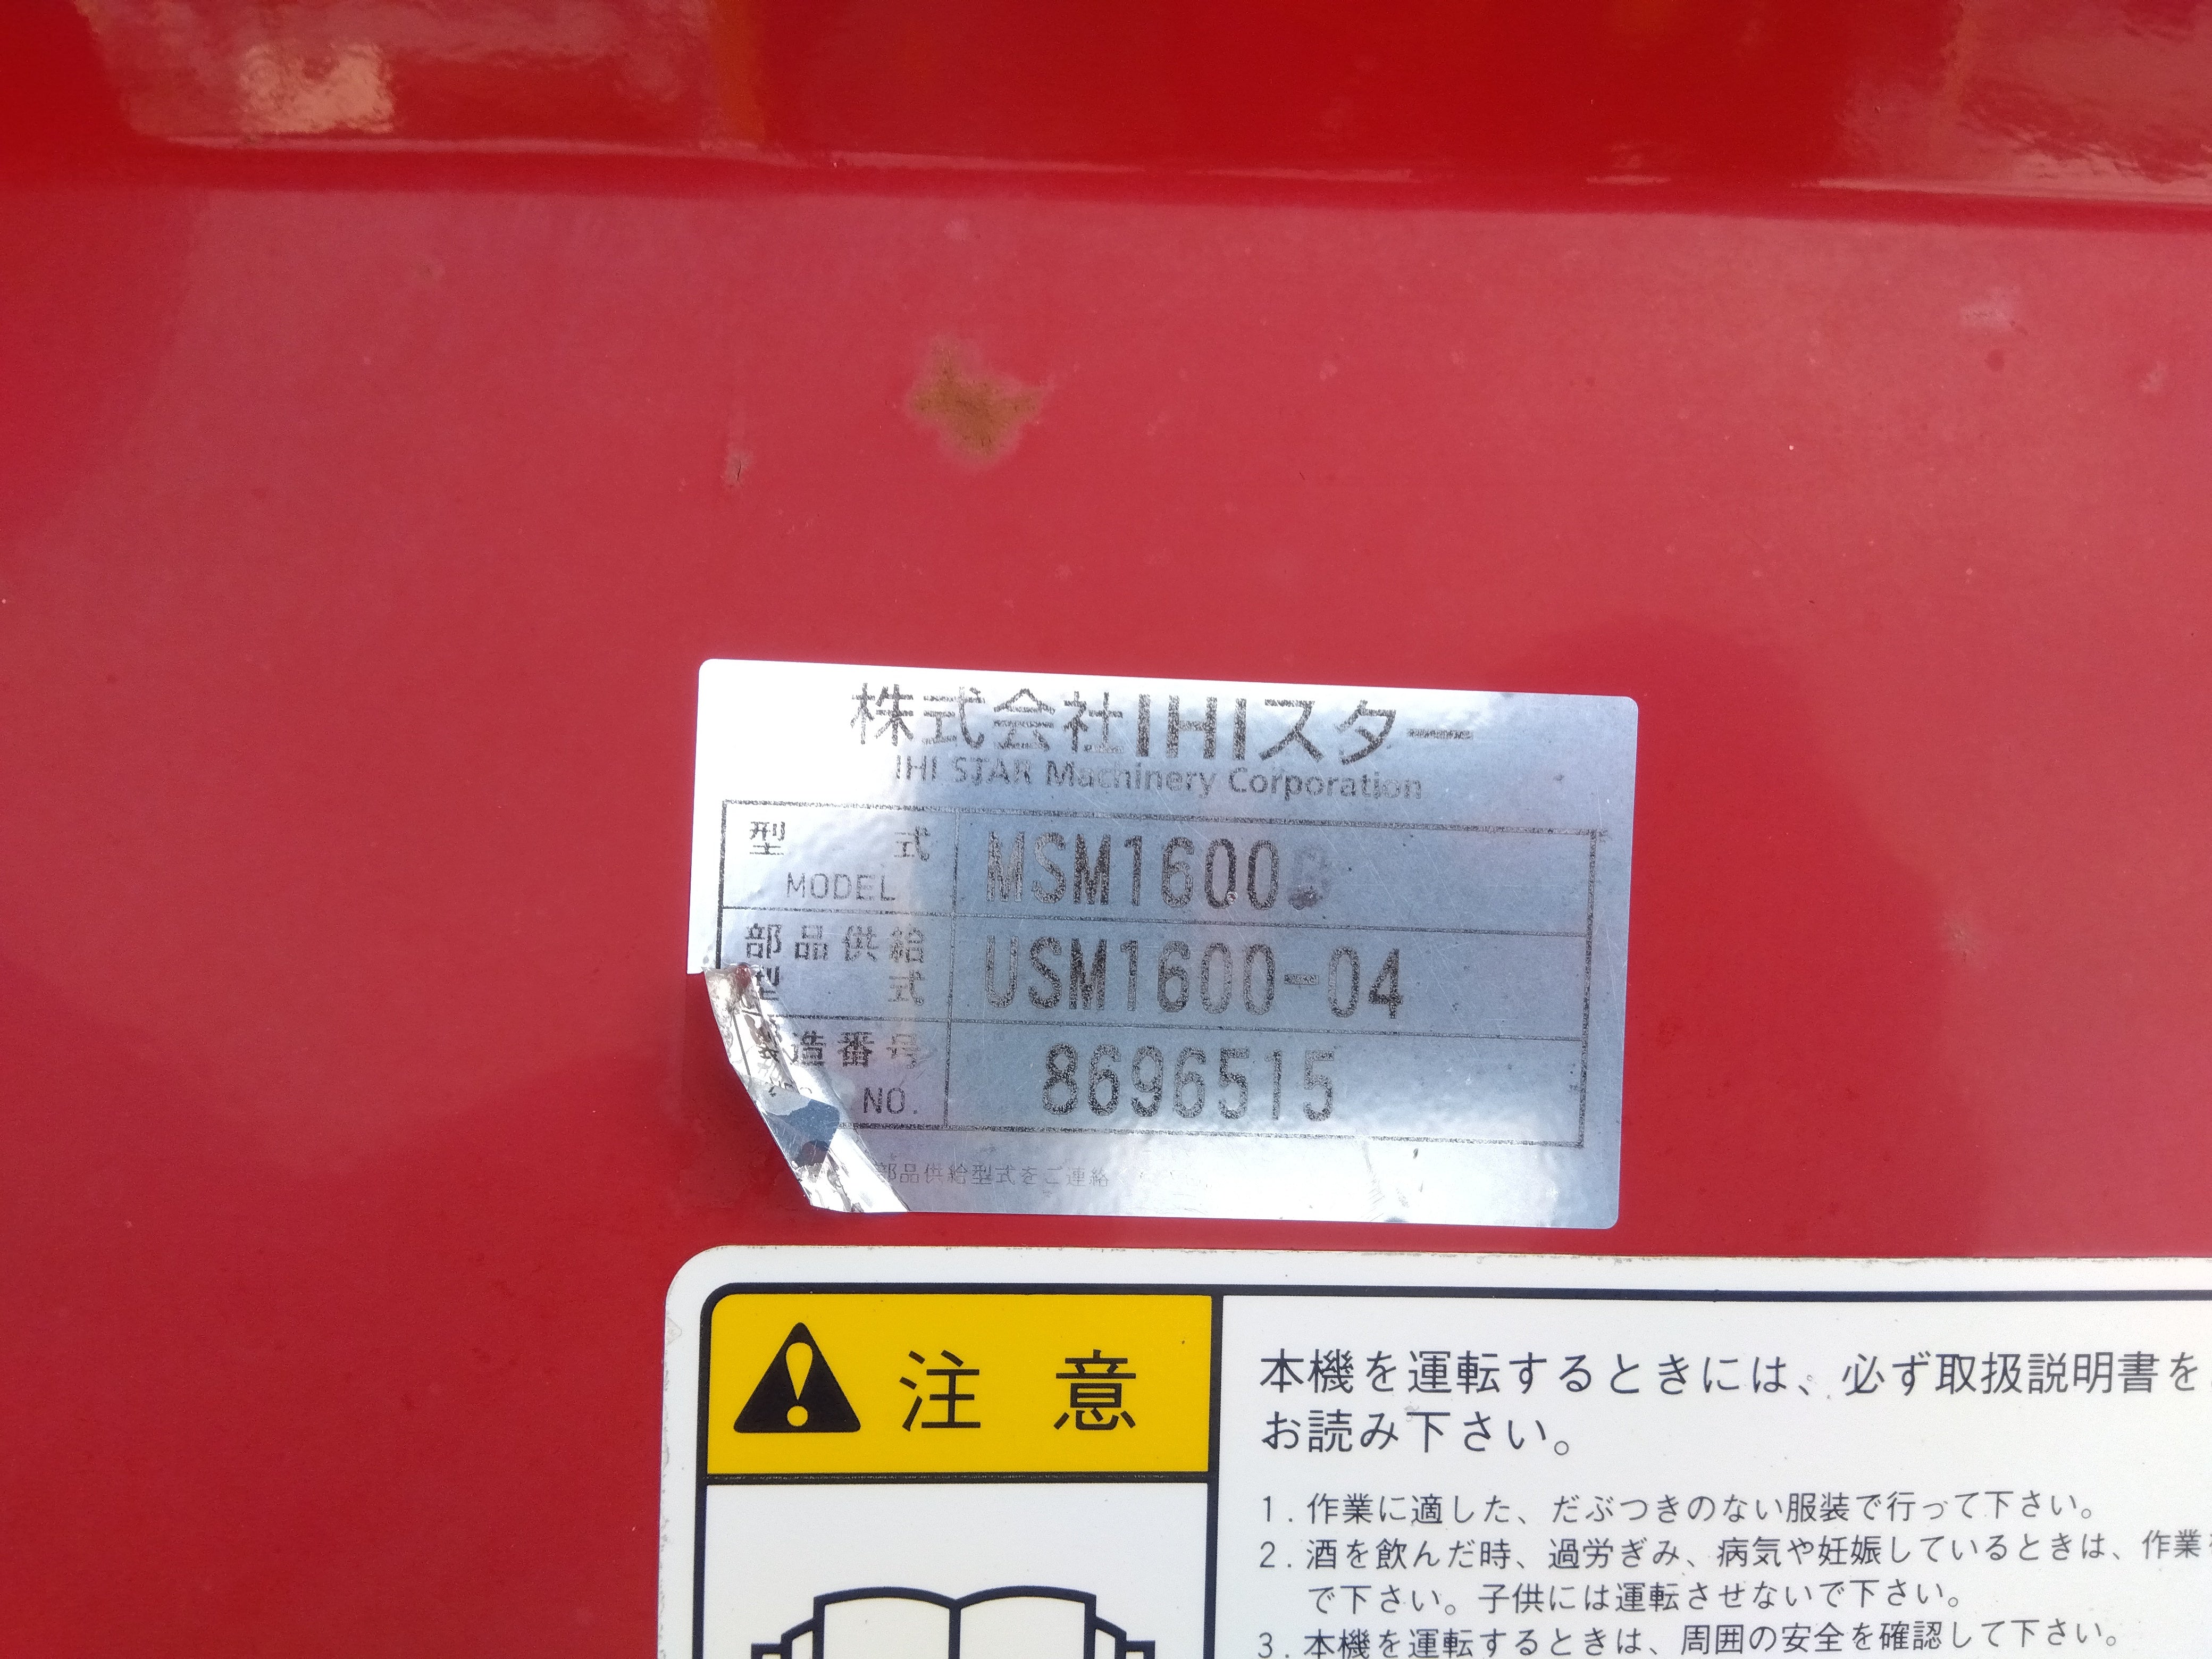 株式会社IHIスター
IHI STAR Machinery Corporation
型 式 MSM1600
MODEL
部品供給
型 式 USM1600-04
造番号 8696515
NO.
部品供給型式をご連絡
注 意
本機を運転するときには、必ず取扱説明書を
お読み下さい。
1. 作業に適した、だぶつきのない服装で行って下さい。
2. 酒を飲んだ時、過労ぎみ、病気や妊娠しているときは、作業
で下さい。子供には運転させないで下さい。
3. 本機を運転するときは、周囲の安全を確認して下さい。